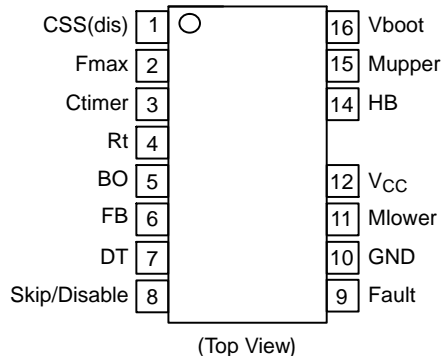 CSS(dis) 1 16 Vboot
Fmax 2 15 Mupper
Ctimer 3 14 HB
Rt 4
BO 5 12 VCC
FB 6 11 Mlower
DT 7 10 GND
Skip/Disable 8 9 Fault
(Top View)